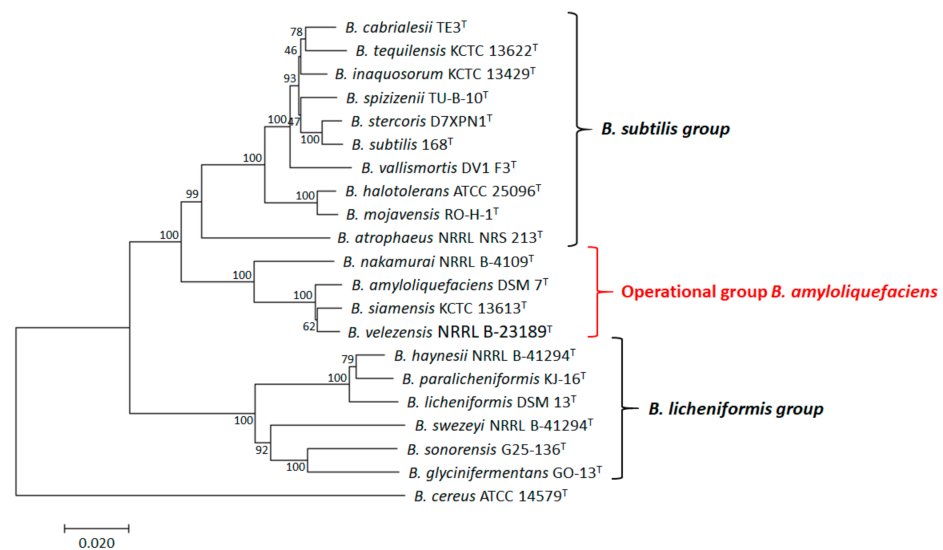 B. cabrialesii TE3ᵀ
78
46
B. tequilensis KCTC 13622ᵀ
B. inaquosorum KCTC 13429ᵀ
93
B. spizizenii TU-B-10ᵀ
47
100
B. stercoris D7XPN1ᵀ
B. subtilis group
100
B. subtilis 168ᵀ
100
B. vallismortis DV1 F3ᵀ
B. halotolerans ATCC 25096ᵀ
99
100
B. mojavensis RO-H-1ᵀ
B. atrophaeus NRRL NRS 213ᵀ
100
B. nakamurai NRRL B-4109ᵀ
100
B. amyloliquefaciens DSM 7ᵀ
Operational group B. amyloliquefaciens
100
B. siamensis KCTC 13613ᵀ
62
B. velezensis NRRL B-23189ᵀ
B. haynesii NRRL B-41294ᵀ
79
100
B. paralicheniformis KJ-16ᵀ
B. licheniformis DSM 13ᵀ
B. licheniformis group
100
B. swezeyi NRRL B-41294ᵀ
92
B. sonorensis G25-136ᵀ
100
B. glycinifermentans GO-13ᵀ
B. cereus ATCC 14579ᵀ
0.020